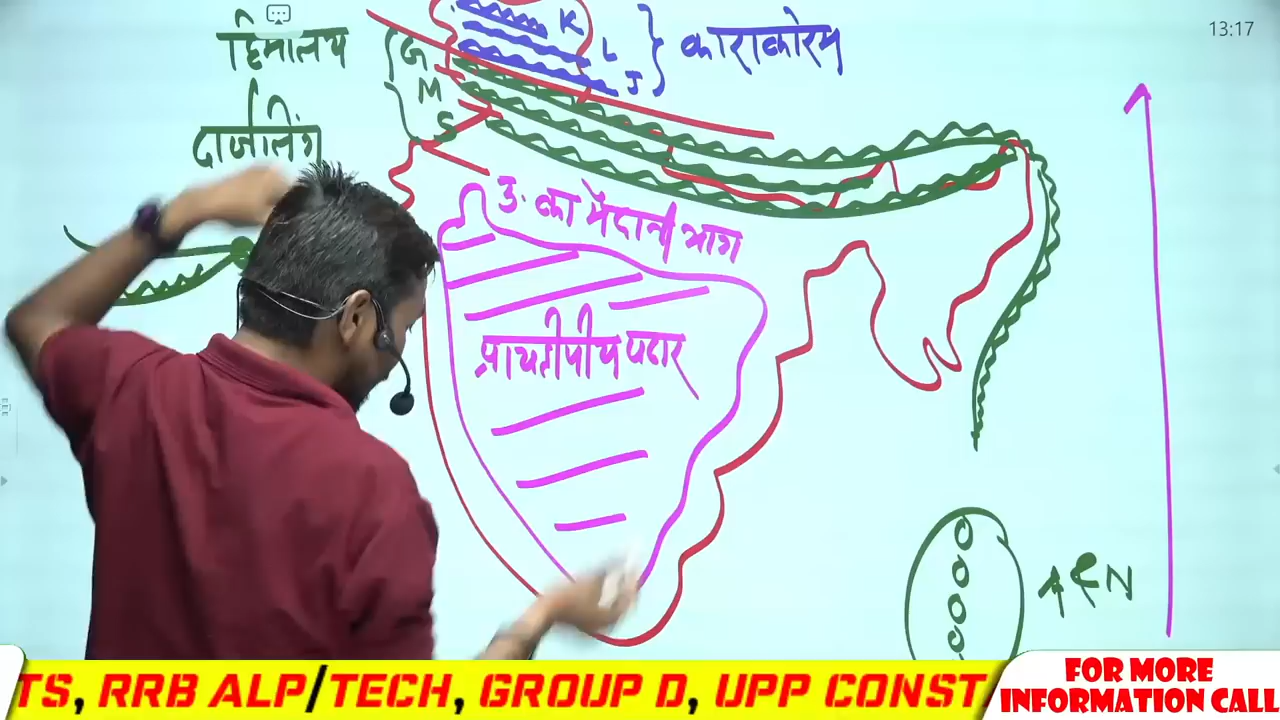 13:17
हिमालय
K
L
J
काराकोरम
M
S
दार्जलिंग
उ. का मैदानी भाग
प्रायद्वीपीय पठार
N
TS, RRB ALP/TECH, GROUP D, UPP CONST
FOR MORE
INFORMATION CALL